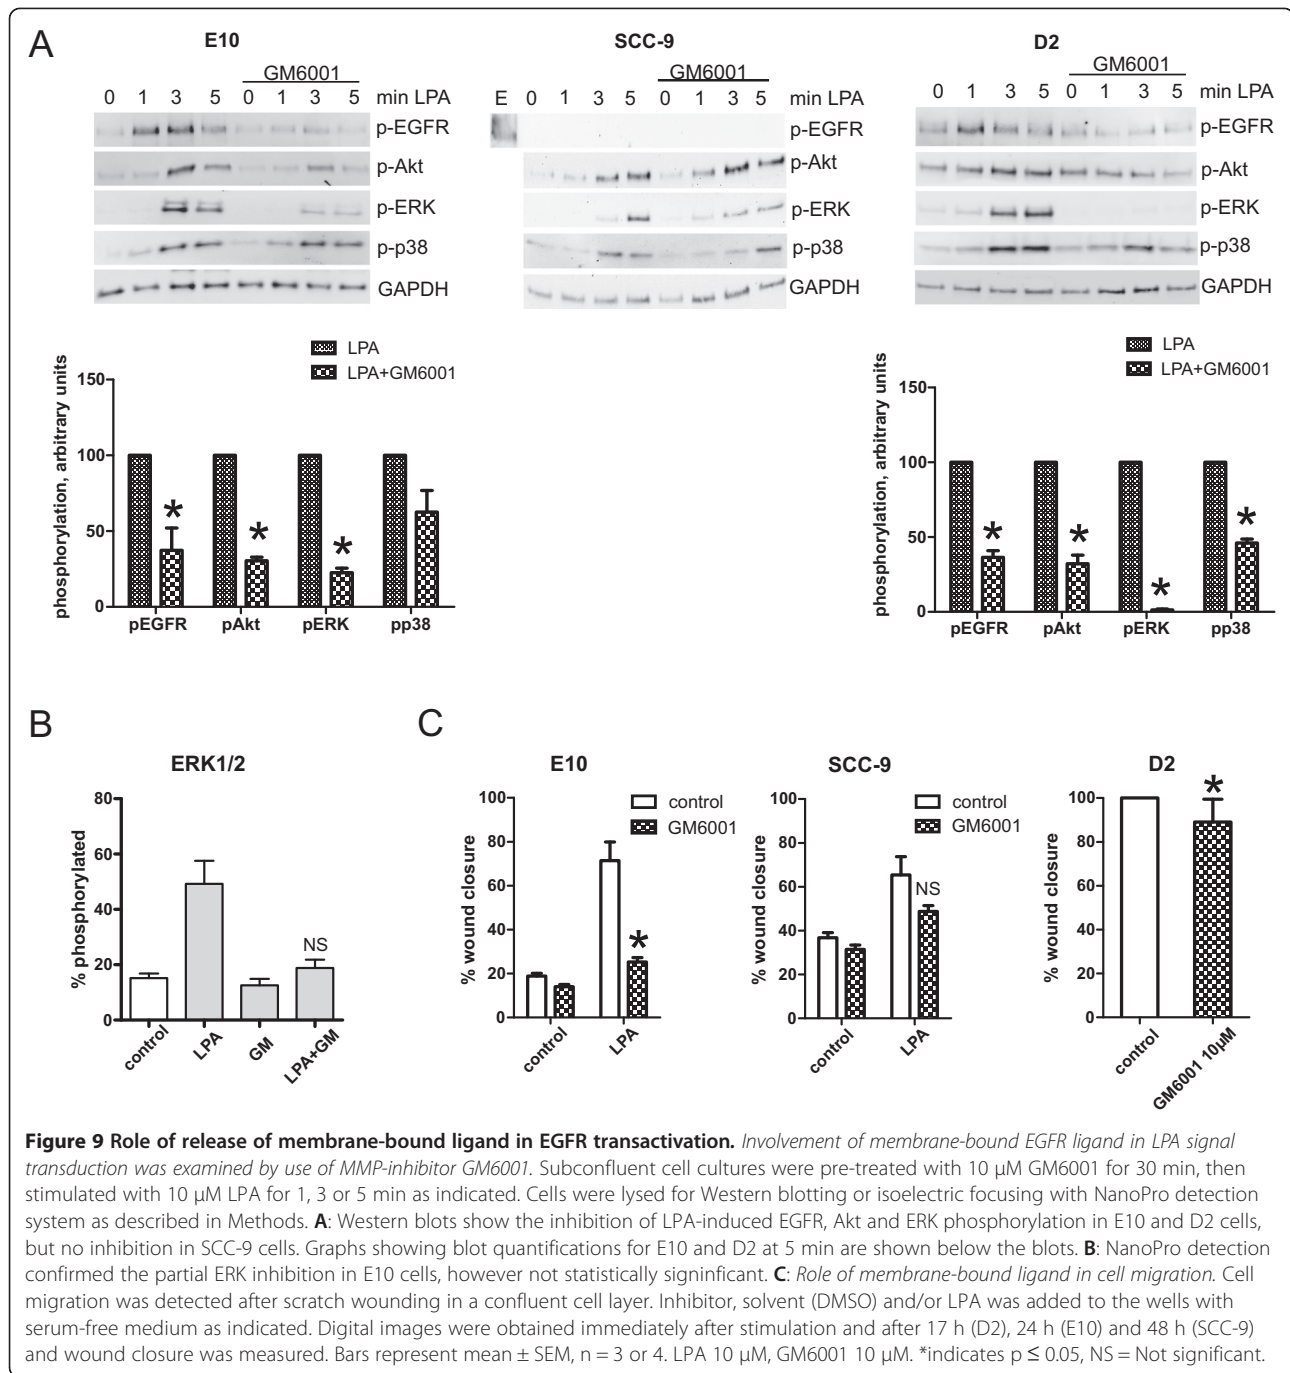 A
E10
GM6001
0 1 3 5 0 1 3 5 min LPA
p-EGFR
p-Akt
p-ERK
p-p38
GAPDH
SCC-9
GM6001
E 0 1 3 5 0 1 3 5 min LPA
p-EGFR
p-Akt
p-ERK
p-p38
GAPDH
D2
GM6001
0 1 3 5 0 1 3 5 min LPA
p-EGFR
p-Akt
p-ERK
p-p38
GAPDH
LPA
LPA+GM6001
phosphorylation, arbitrary units
150
100
50
0
* * *
pEGFR pAkt pERK pp38
LPA
LPA+GM6001
phosphorylation, arbitrary units
150
100
50
0
* * * *
pEGFR pAkt pERK pp38
B
ERK1/2
% phosphorylated
80
60
40
20
0
NS
control LPA GM LPA+GM
C
E10
control
GM6001
% wound closure
100
80
60
40
20
0
*
control LPA
SCC-9
control
GM6001
% wound closure
100
80
60
40
20
0
NS
control LPA
D2
% wound closure
100
80
60
40
20
0
*
control GM6001 10µM
Figure 9 Role of release of membrane-bound ligand in EGFR transactivation. Involvement of membrane-bound EGFR ligand in LPA signal
transduction was examined by use of MMP-inhibitor GM6001. Subconfluent cell cultures were pre-treated with 10 µM GM6001 for 30 min, then
stimulated with 10 µM LPA for 1, 3 or 5 min as indicated. Cells were lysed for Western blotting or isoelectric focusing with NanoPro detection
system as described in Methods. A: Western blots show the inhibition of LPA-induced EGFR, Akt and ERK phosphorylation in E10 and D2 cells,
but no inhibition in SCC-9 cells. Graphs showing blot quantifications for E10 and D2 at 5 min are shown below the blots. B: NanoPro detection
confirmed the partial ERK inhibition in E10 cells, however not statistically signinficant. C: Role of membrane-bound ligand in cell migration. Cell
migration was detected after scratch wounding in a confluent cell layer. Inhibitor, solvent (DMSO) and/or LPA was added to the wells with
serum-free medium as indicated. Digital images were obtained immediately after stimulation and after 17 h (D2), 24 h (E10) and 48 h (SCC-9)
and wound closure was measured. Bars represent mean ± SEM, n = 3 or 4. LPA 10 µM, GM6001 10 µM. *indicates p ≤ 0.05, NS = Not significant.